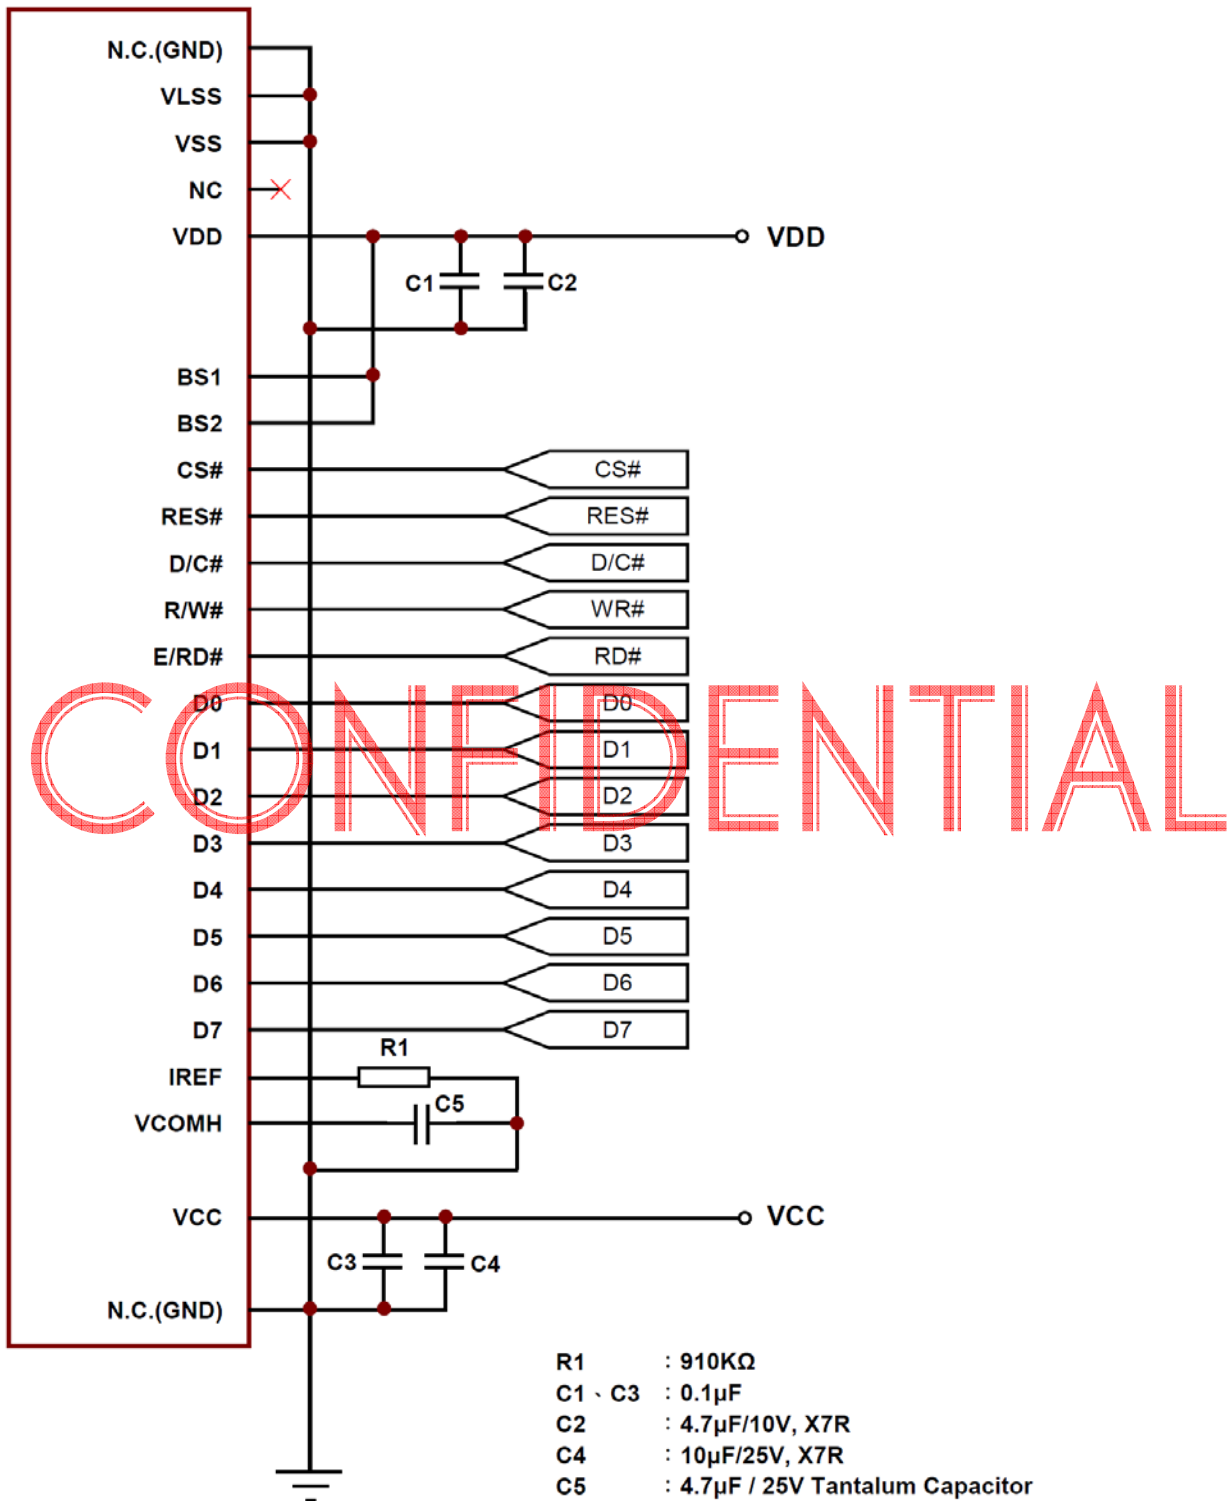 N.C.(GND)
VLSS
VSS
NC
VDD VDD
C1 C2
BS1
BS2
CS# CS#
RES# RES#
D/C# D/C#
R/W# WR#
E/RD# RD#
D0 D0
CONFIDENTIAL
D1 D1
D2 D2
D3 D3
D4 D4
D5 D5
D6 D6
D7 D7
R1
IREF
C5
VCOMH
VCC VCC
C3 C4
N.C.(GND)
R1 : 910KΩ
C1、C3 : 0.1μF
C2 : 4.7μF/10V, X7R
C4 : 10μF/25V, X7R
C5 : 4.7μF / 25V Tantalum Capacitor